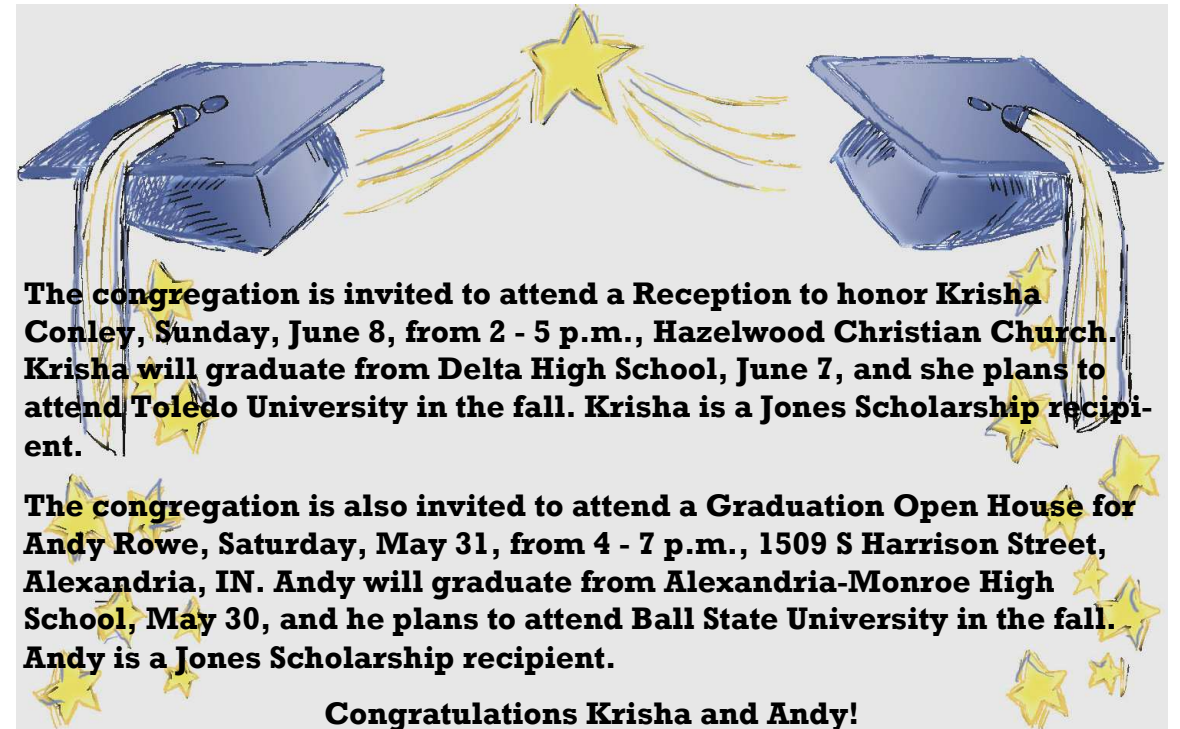 The congregation is invited to attend a Reception to honor Krisha
Conley, Sunday, June 8, from 2 - 5 p.m., Hazelwood Christian Church.
Krisha will graduate from Delta High School, June 7, and she plans to
attend Toledo University in the fall. Krisha is a Jones Scholarship recipi-
ent.
The congregation is also invited to attend a Graduation Open House for
Andy Rowe, Saturday, May 31, from 4 - 7 p.m., 1509 S Harrison Street,
Alexandria, IN. Andy will graduate from Alexandria-Monroe High
School, May 30, and he plans to attend Ball State University in the fall.
Andy is a Jones Scholarship recipient.
Congratulations Krisha and Andy!